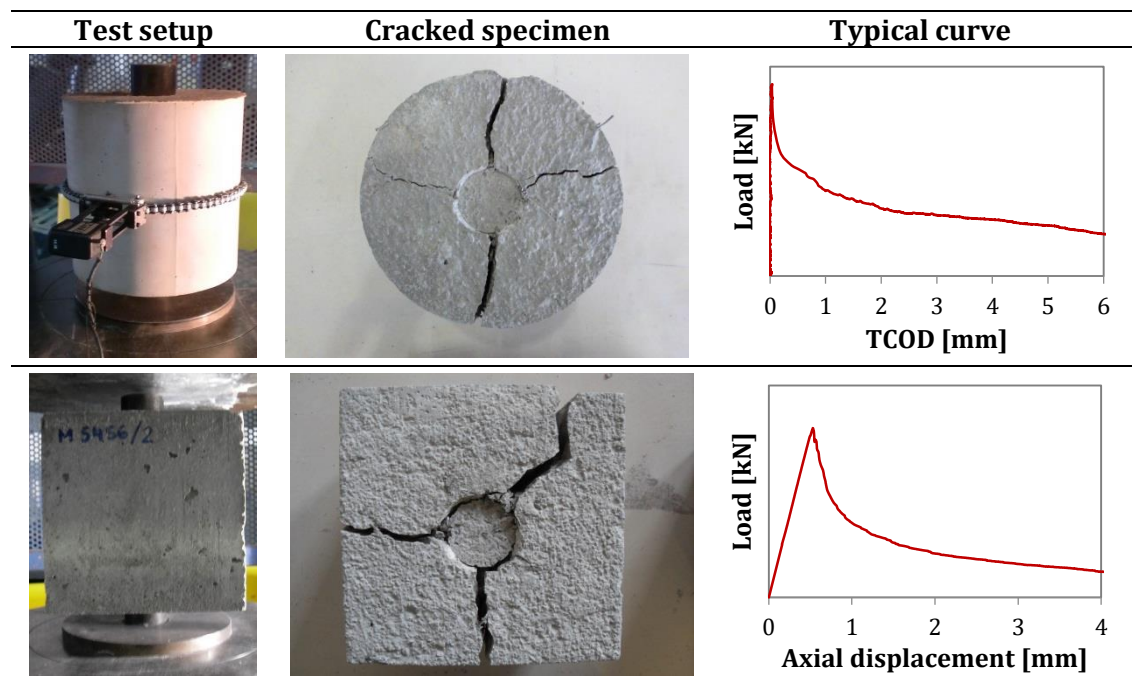 Test setup Cracked specimen Typical curve
Load [kN]
0 1 2 3 4 5 6
TCOD [mm]
M5456/2
Load [kN]
0 1 2 3 4
Axial displacement [mm]